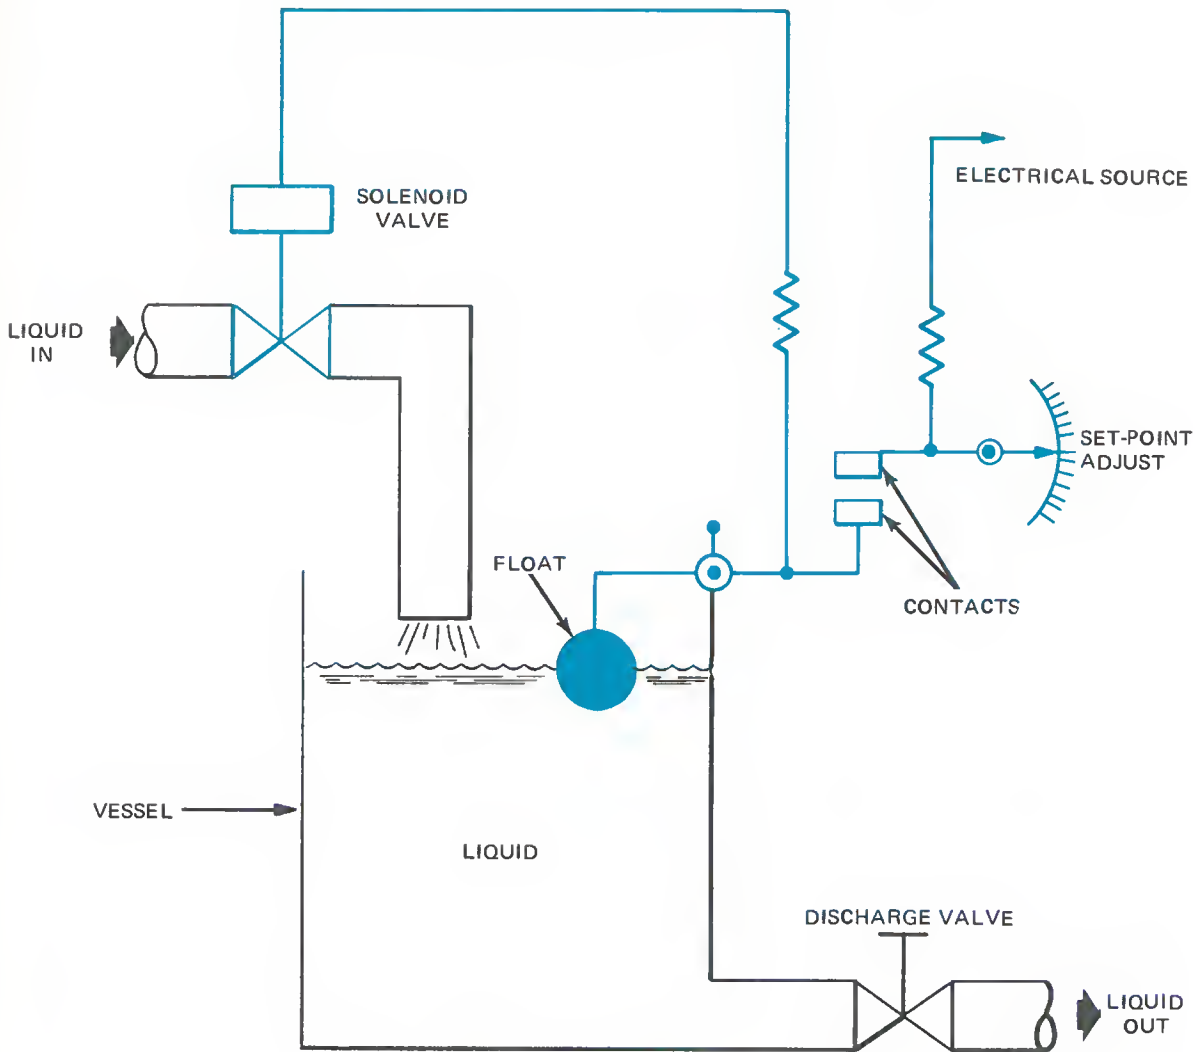 ELECTRICAL SOURCE
SOLENOID
VALVE
LIQUID
IN
SET-POINT
ADJUST
FLOAT
CONTACTS
VESSEL
LIQUID
DISCHARGE VALVE
LIQUID
OUT